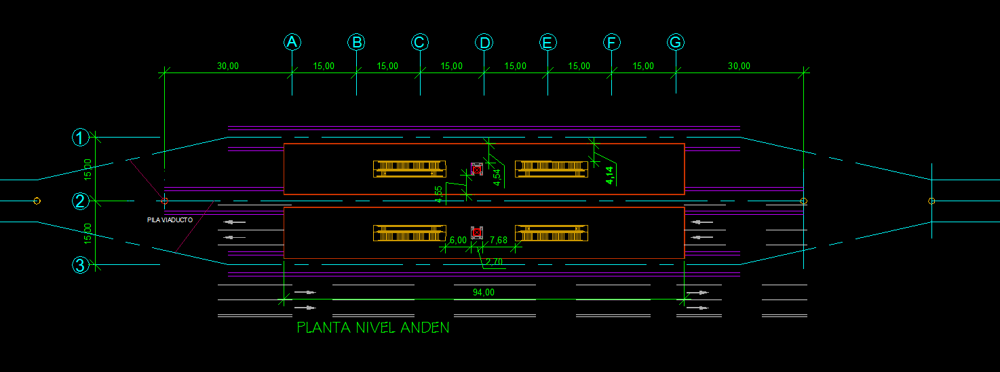 A B C D E F G
30,00 15,00 15,00 15,00 15,00 15,00 15,00 30,00
1
15,00
4,54
4,14
4,55
2
PILA VIADUCTO
15,00
6,00 7,68
2,70
3
94,00
PLANTA NIVEL ANDEN